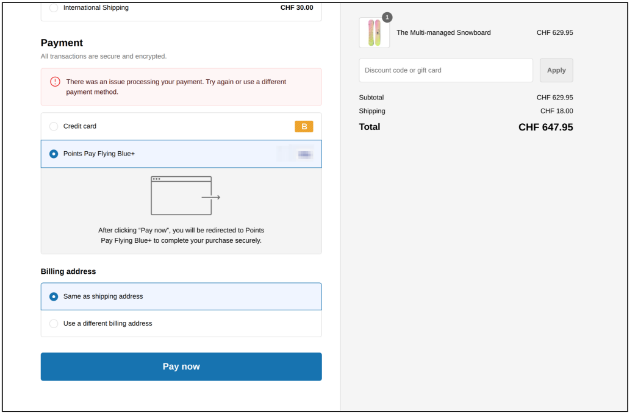 International Shipping CHF 30.00
Payment
All transactions are secure and encrypted.
There was an issue processing your payment. Try again or use a different
payment method.
Credit card B
Points Pay Flying Blue+
After clicking "Pay now", you will be redirected to Points
Pay Flying Blue+ to complete your purchase securely.
Billing address
Same as shipping address
Use a different billing address
Pay now
1
The Multi-managed Snowboard CHF 629.95
Discount code or gift card Apply
Subtotal CHF 629.95
Shipping CHF 18.00
Total CHF 647.95